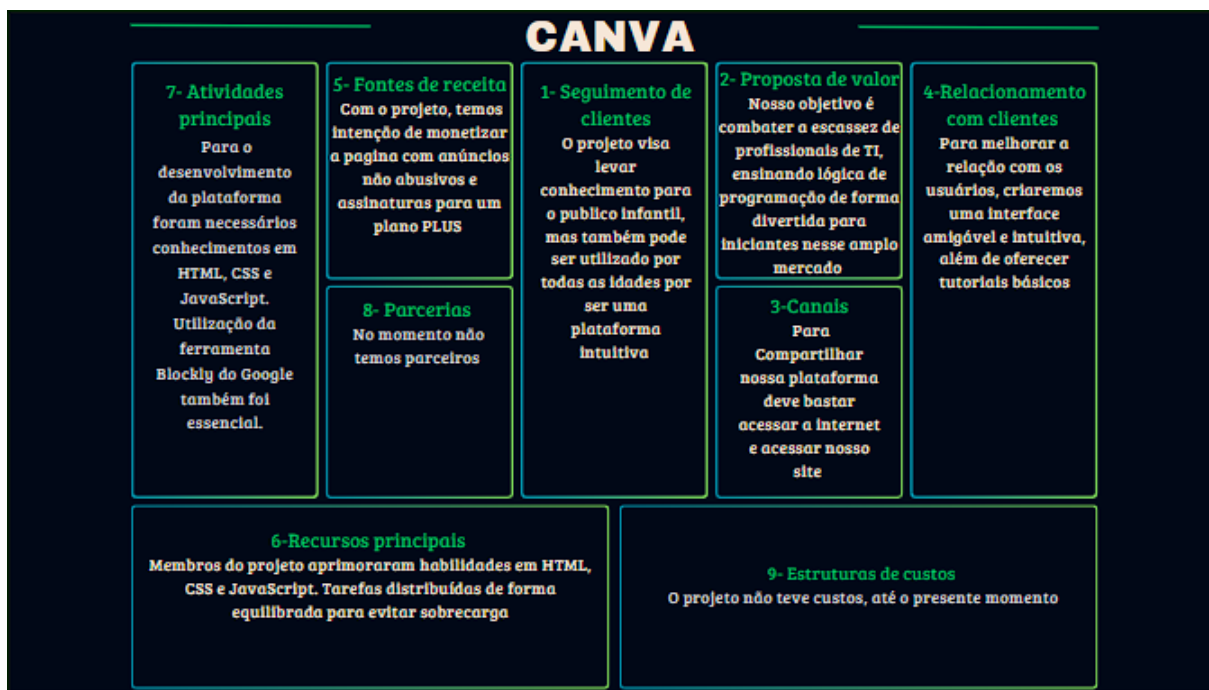 CANVA
7- Atividades
principais
Para o
desenvolvimento
da plataforma
foram necessários
conhecimentos em
HTML, CSS e
JavaScript.
Utilização da
ferramenta
Blockly do Google
também foi
essencial.
5- Fontes de receita
Com o projeto, temos
intenção de monetizar
a pagina com anúncios
não abusivos e
assinaturas para um
plano PLUS
8- Parcerias
No momento não
temos parceiros
1- Seguimento de
clientes
O projeto visa
levar
conhecimento para
o publico infantil,
mas também pode
ser utilizado por
todas as idades por
ser uma
plataforma
intuitiva
2- Proposta de valor
Nosso objetivo é
combater a escassez de
profissionais de TI,
ensinando lógica de
programação de forma
divertida para
iniciantes nesse amplo
mercado
3-Canais
Para
Compartilhar
nossa plataforma
deve bastar
acessar a internet
e acessar nosso
site
4-Relacionamento
com clientes
Para melhorar a
relação com os
usuários, criaremos
uma interface
amigável e intuitiva,
além de oferecer
tutoriais básicos
6-Recursos principais
Membros do projeto aprimoraram habilidades em HTML,
CSS e JavaScript. Tarefas distribuídas de forma
equilibrada para evitar sobrecarga
9- Estruturas de custos
O projeto não teve custos, até o presente momento